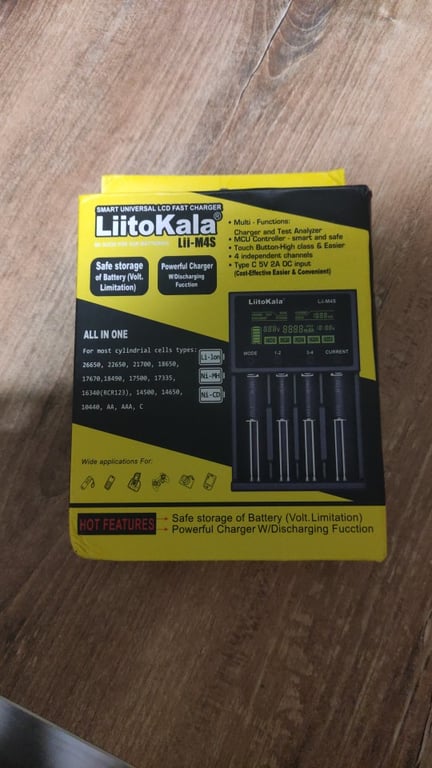 SMART UNIVERSAL LCD FAST CHARGER
LiitoKala®
Lii-M4S
Safe storage
of Battery (Volt.
Limitation)
Powerful Charger
W/Discharging
Fucction
• Multi - Functions:
Charger and Test Analyzer
• MCU Controller - smart and safe
• Touch Button-High class & Easier
• 4 independent channels
• Type C 5V 2A DC input
(Cost-Effective Easier & Convenient)
ALL IN ONE
For most cylindrial cells types:
26650, 22650, 21700, 18650,
17670,18490, 17500, 17335,
16340(RCR123), 14500, 14650,
10440, AA, AAA, C
Li-lon
Ni-MH
Ni-CD
LiitoKala® Lii-M4S
MODE 1-2 3-4 CURRENT
Wide applications For:
HOT FEATURES
Safe storage of Battery (Volt.Limitation)
Powerful Charger W/Discharging Fucction